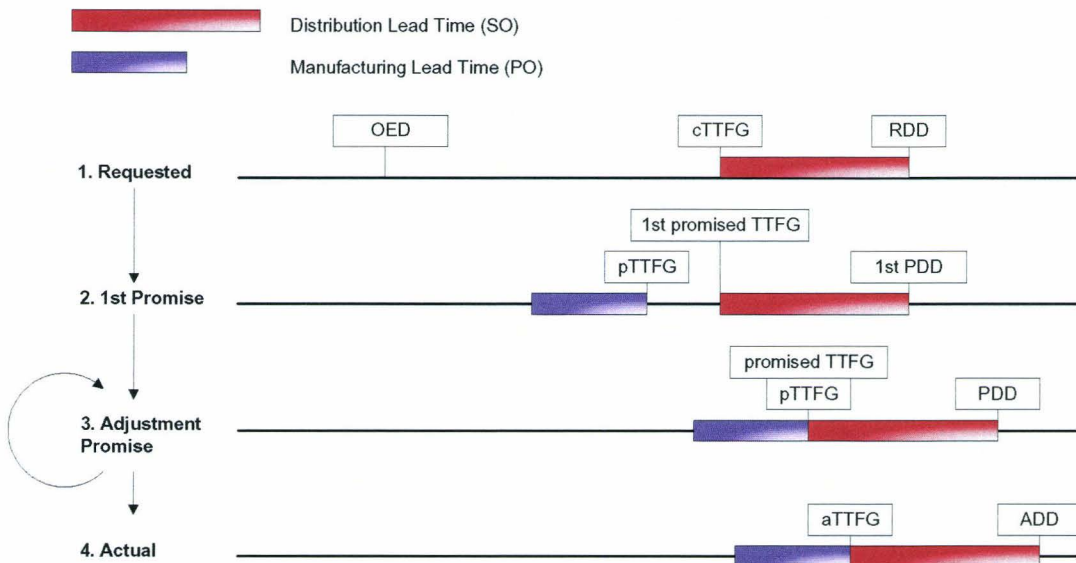 Distribution Lead Time (SO)
Manufacturing Lead Time (PO)
OED
cTTFG
RDD
1. Requested
1st promised TTFG
pTTFG
1st PDD
2. 1st Promise
promised TTFG
pTTFG
PDD
3. Adjustment
Promise
aTTFG
ADD
4. Actual